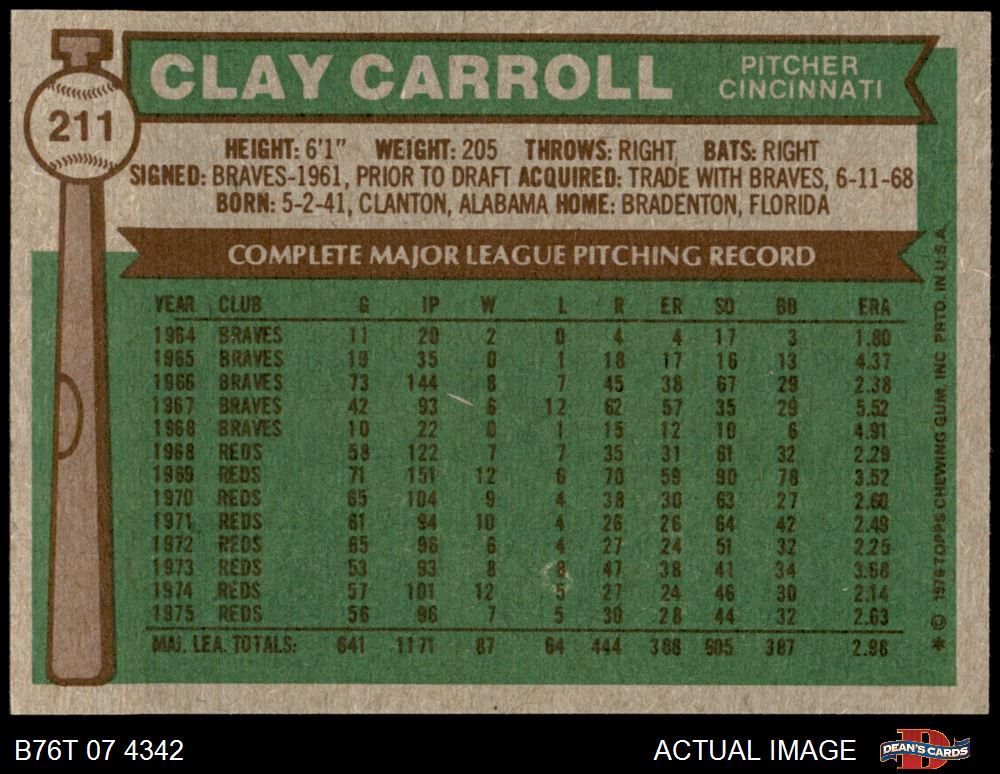 211
CLAY CARROLL
PITCHER
CINCINNATI
HEIGHT: 6'1" WEIGHT: 205 THROWS: RIGHT BATS: RIGHT
SIGNED: BRAVES-1961, PRIOR TO DRAFT ACQUIRED: TRADE WITH BRAVES, 6-11-68
BORN: 5-2-41, CLANTON, ALABAMA HOME: BRADENTON, FLORIDA
COMPLETE MAJOR LEAGUE PITCHING RECORD
YEAR CLUB G IP W L R ER SO BB ERA
1964 BRAVES 11 20 2 0 4 4 17 3 1.80
1965 BRAVES 19 35 0 1 18 17 16 13 4.37
1966 BRAVES 73 144 8 7 45 38 67 29 2.38
1967 BRAVES 42 93 6 12 62 57 35 29 5.52
1968 BRAVES 10 22 0 1 15 12 10 6 4.91
1968 REDS 58 122 7 7 35 31 61 32 2.29
1969 REDS 71 151 12 6 70 59 90 78 3.52
1970 REDS 65 104 9 4 38 30 63 27 2.60
1971 REDS 61 94 10 4 26 26 64 42 2.49
1972 REDS 65 96 6 4 27 24 51 32 2.25
1973 REDS 53 93 8 8 47 38 41 34 3.68
1974 REDS 57 101 12 5 27 24 46 30 2.14
1975 REDS 56 96 7 5 30 28 44 32 2.63
MAJ. LEA. TOTALS: 641 1171 87 64 444 388 605 387 2.98
* © 1976 TOPPS CHEWING GUM, INC. PRTD. IN U.S.A.
B76T 07 4342
ACTUAL IMAGE
DEAN'S CARDS